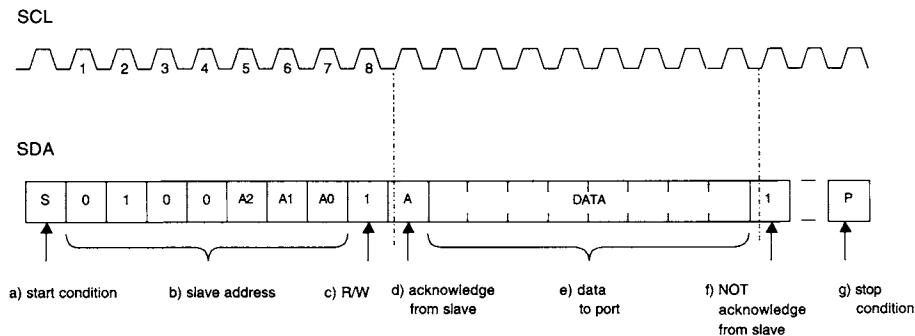 SCL
1 2 3 4 5 6 7 8
SDA
S 0 1 0 0 A2 A1 A0 1 A DATA 1 P
a) start condition b) slave address c) R/W d) acknowledge from slave e) data to port f) NOT acknowledge from slave g) stop condition